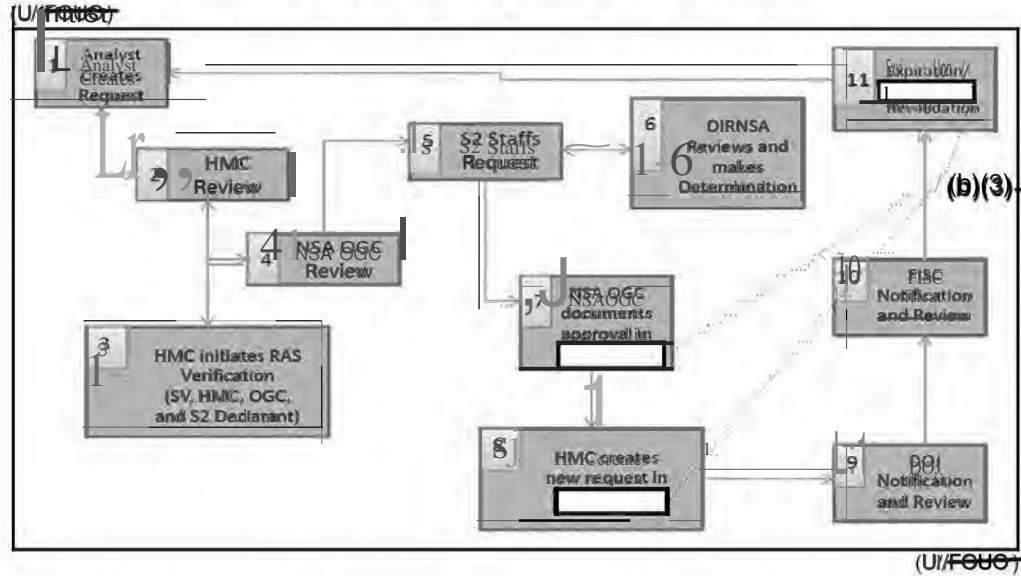 (U//FOUO)
1
Analyst
Creates
Request
2
HMC
Review
3
HMC initiates RAS
Verification
(SV, HMC, OGC,
and S2 Declarant)
4
NSA OGC
Review
5
S2 Staffs
Request
6
DIRNSA
Reviews and
makes
Determination
7
NSA OGC
documents
approval in
8
HMC creates
new request in
9
DOJ
Notification
and Review
10
FISC
Notification
and Review
11
Expiration/
Revalidation
(b)(3)
(U//FOUO)